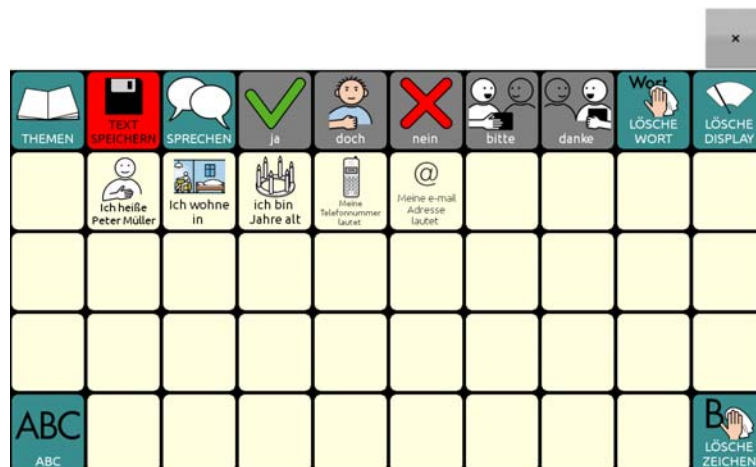 ×
THEMEN
TEXT
SPEICHERN
SPRECHEN
ja
doch
nein
bitte
danke
Wort
LÖSCHE
WORT
LÖSCHE
DISPLAY
Ich heiße
Peter Müller
Ich wohne
in
ich bin
Jahre alt
Meine
Telefonnummer
lautet
@
Meine e-mail
Adresse
lautet
ABC
ABC
B
LÖSCHE
ZEICHEN